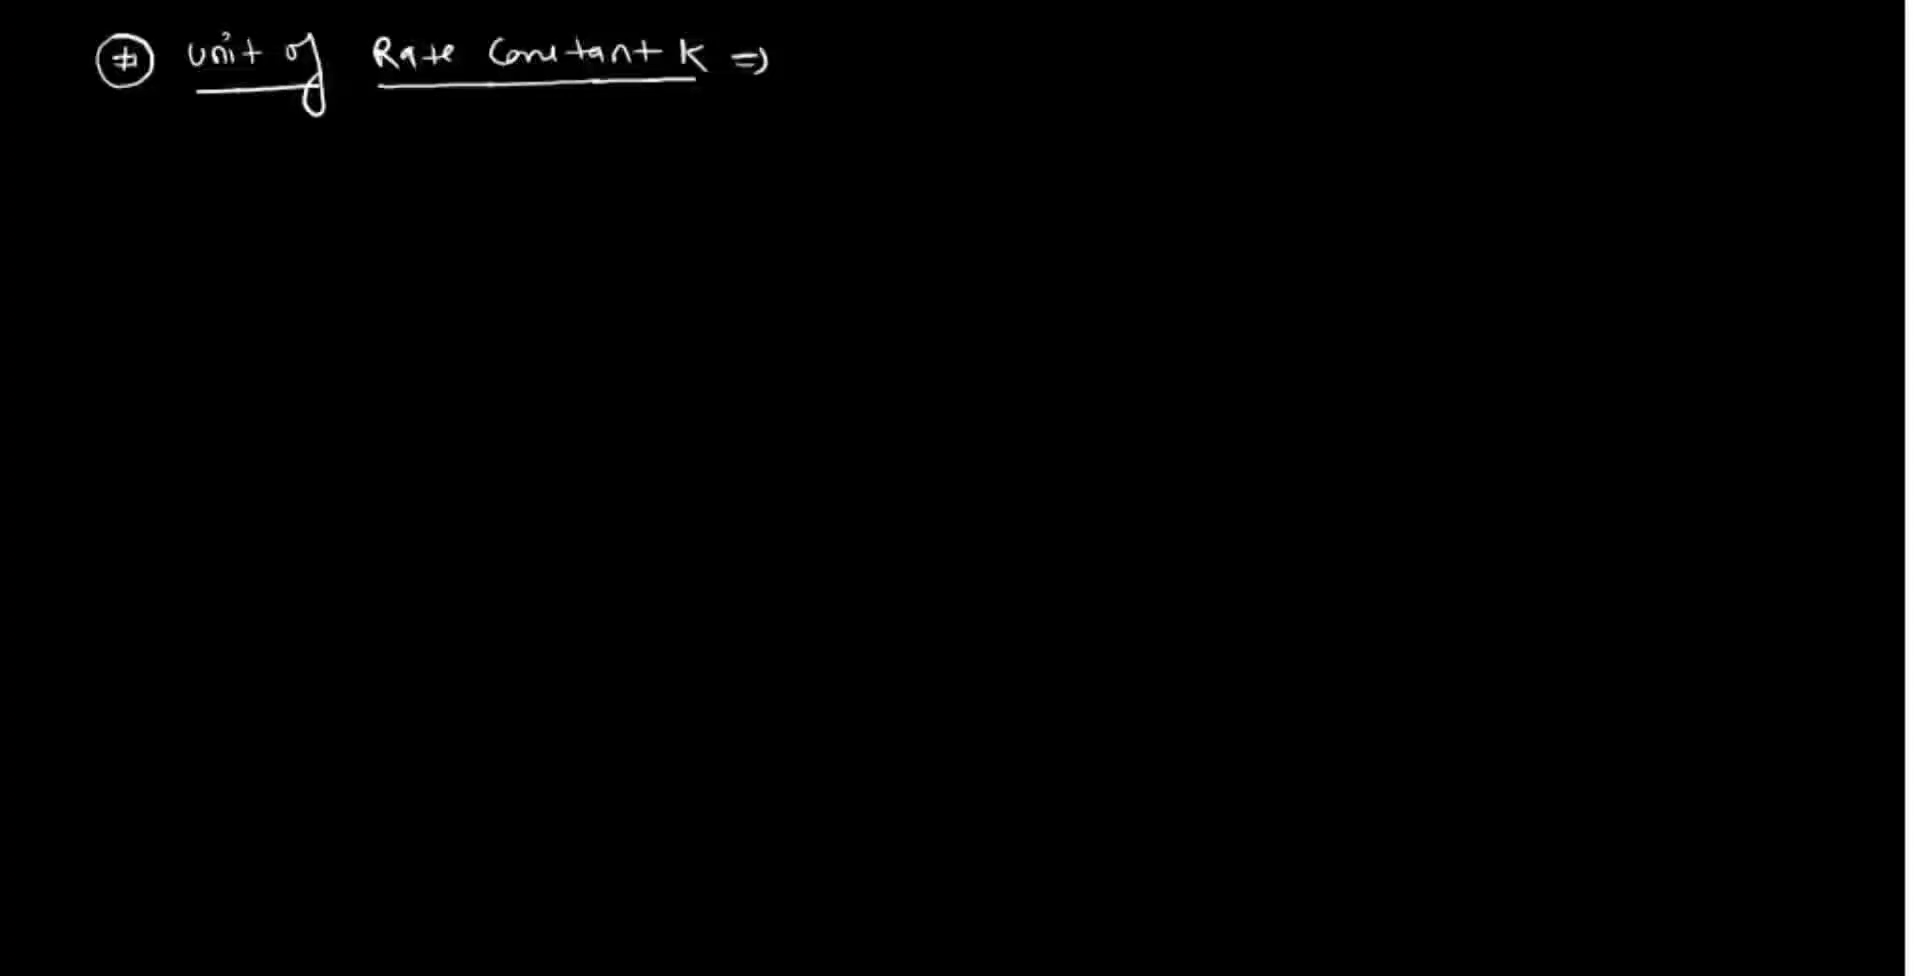 # unit of Rate Constant K =>